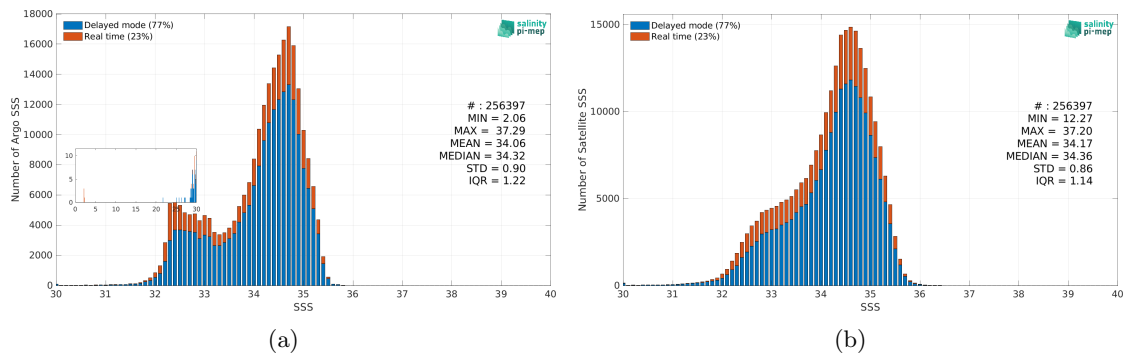 18000
16000
14000
12000
10000
8000
6000
4000
2000
0
Number of Argo SSS
Delayed mode (77%)
Real time (23%)
salinity
pi-mep
# : 256397
MIN = 2.06
MAX = 37.29
MEAN = 34.06
MEDIAN = 34.32
STD = 0.90
IQR = 1.22
10
5
0
0 5 10 15 20 25 30
30 31 32 33 34 35 36 37 38 39 40
SSS
(a)
15000
10000
5000
0
Number of Satellite SSS
Delayed mode (77%)
Real time (23%)
salinity
pi-mep
# : 256397
MIN = 12.27
MAX = 37.20
MEAN = 34.17
MEDIAN = 34.36
STD = 0.86
IQR = 1.14
30 31 32 33 34 35 36 37 38 39 40
SSS
(b)